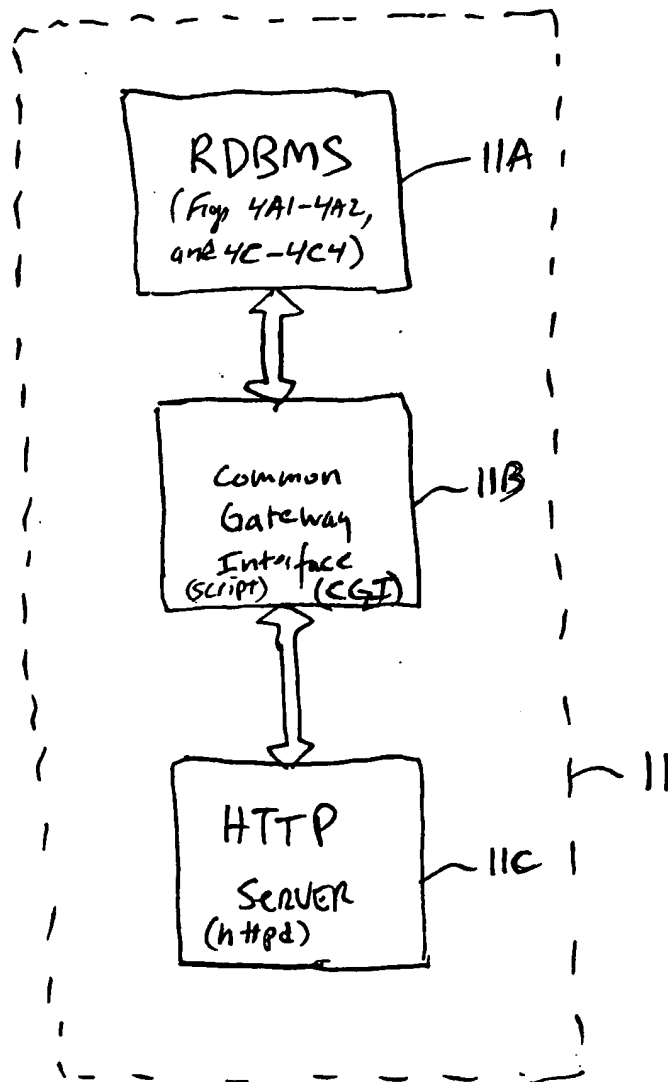 RDBMS
(Figs 4A1-4A2,
and 4C-4C4)
11A
Common
Gateway
Interface
(script) (CGI)
11B
HTTP
SERVER
(httpd)
11C
11